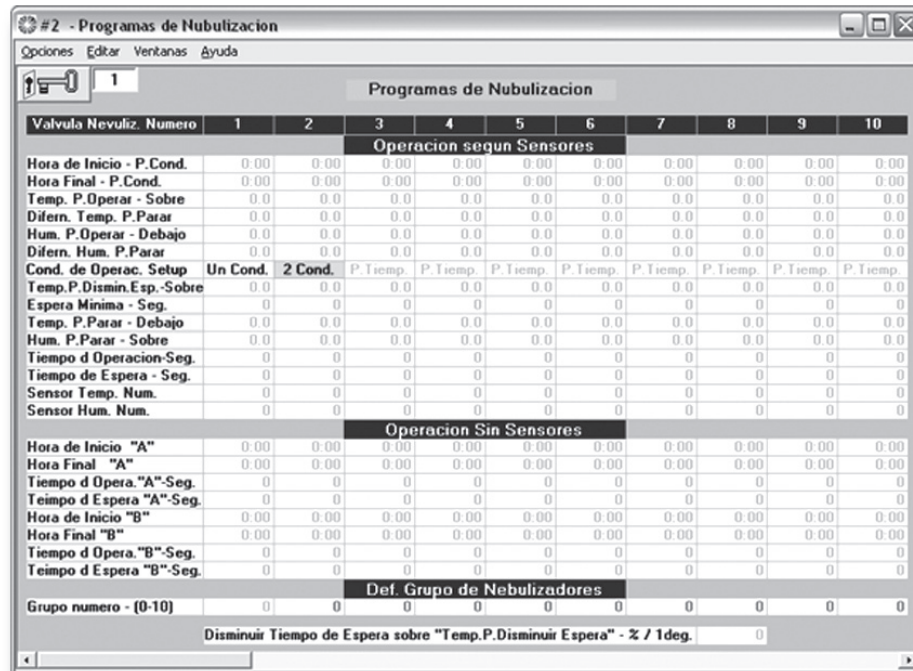 #2 - Programas de Nubulizacion
Opciones Editar Ventanas Ayuda
1
Programas de Nubulizacion
Valvula Nevuliz. Numero 1 2 3 4 5 6 7 8 9 10
Operacion segun Sensores
Hora de Inicio - P.Cond. 0:00 0:00 0:00 0:00 0:00 0:00 0:00 0:00 0:00 0:00
Hora Final - P.Cond. 0:00 0:00 0:00 0:00 0:00 0:00 0:00 0:00 0:00 0:00
Temp. P.Operar - Sobre 0.0 0.0 0.0 0.0 0.0 0.0 0.0 0.0 0.0 0.0
Difern. Temp. P.Parar 0.0 0.0 0.0 0.0 0.0 0.0 0.0 0.0 0.0 0.0
Hum. P.Operar - Debajo 0.0 0.0 0.0 0.0 0.0 0.0 0.0 0.0 0.0 0.0
Difern. Hum. P.Parar 0.0 0.0 0.0 0.0 0.0 0.0 0.0 0.0 0.0 0.0
Cond. de Operac. Setup Un Cond. 2 Cond. P.Tiemp. P.Tiemp. P.Tiemp. P.Tiemp. P.Tiemp. P.Tiemp. P.Tiemp. P.Tiemp.
Temp.P.Dismin.Esp.-Sobre 0.0 0.0 0.0 0.0 0.0 0.0 0.0 0.0 0.0 0.0
Espera Minima - Seg. 0 0 0 0 0 0 0 0 0 0
Temp. P.Parar - Debajo 0.0 0.0 0.0 0.0 0.0 0.0 0.0 0.0 0.0 0.0
Hum. P.Parar - Sobre 0.0 0.0 0.0 0.0 0.0 0.0 0.0 0.0 0.0 0.0
Tiempo d Operacion-Seg. 0 0 0 0 0 0 0 0 0 0
Tiempo de Espera - Seg. 0 0 0 0 0 0 0 0 0 0
Sensor Temp. Num. 0 0 0 0 0 0 0 0 0 0
Sensor Hum. Num. 0 0 0 0 0 0 0 0 0 0
Operacion Sin Sensores
Hora de Inicio "A" 0:00 0:00 0:00 0:00 0:00 0:00 0:00 0:00 0:00 0:00
Hora Final "A" 0:00 0:00 0:00 0:00 0:00 0:00 0:00 0:00 0:00 0:00
Tiempo d Opera."A"-Seg. 0 0 0 0 0 0 0 0 0 0
Teimpo d Espera "A"-Seg. 0 0 0 0 0 0 0 0 0 0
Hora de Inicio "B" 0:00 0:00 0:00 0:00 0:00 0:00 0:00 0:00 0:00 0:00
Hora Final "B" 0:00 0:00 0:00 0:00 0:00 0:00 0:00 0:00 0:00 0:00
Tiempo d Opera."B"-Seg. 0 0 0 0 0 0 0 0 0 0
Teimpo d Espera "B"-Seg. 0 0 0 0 0 0 0 0 0 0
Def. Grupo de Nebulizadores
Grupo numero - (0-10) 0 0 0 0 0 0 0 0 0 0
Disminuir Tiempo de Espera sobre "Temp.P.Disminuir Espera" - % / 1deg. 0